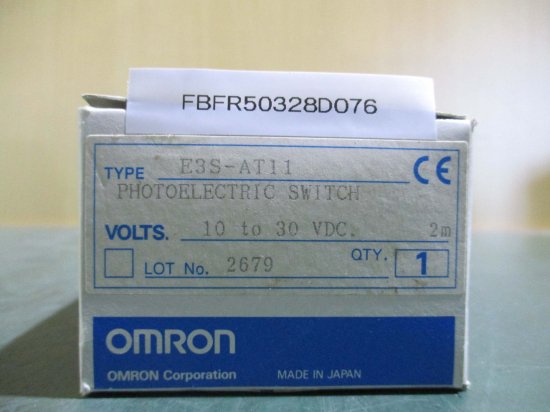 FBFR50328D076
TYPE E3S-AT11 CE
PHOTOELECTRIC SWITCH
VOLTS. 10 to 30 VDC. 2m
LOT No. 2679 QTY. 1
OMRON
OMRON Corporation MADE IN JAPAN